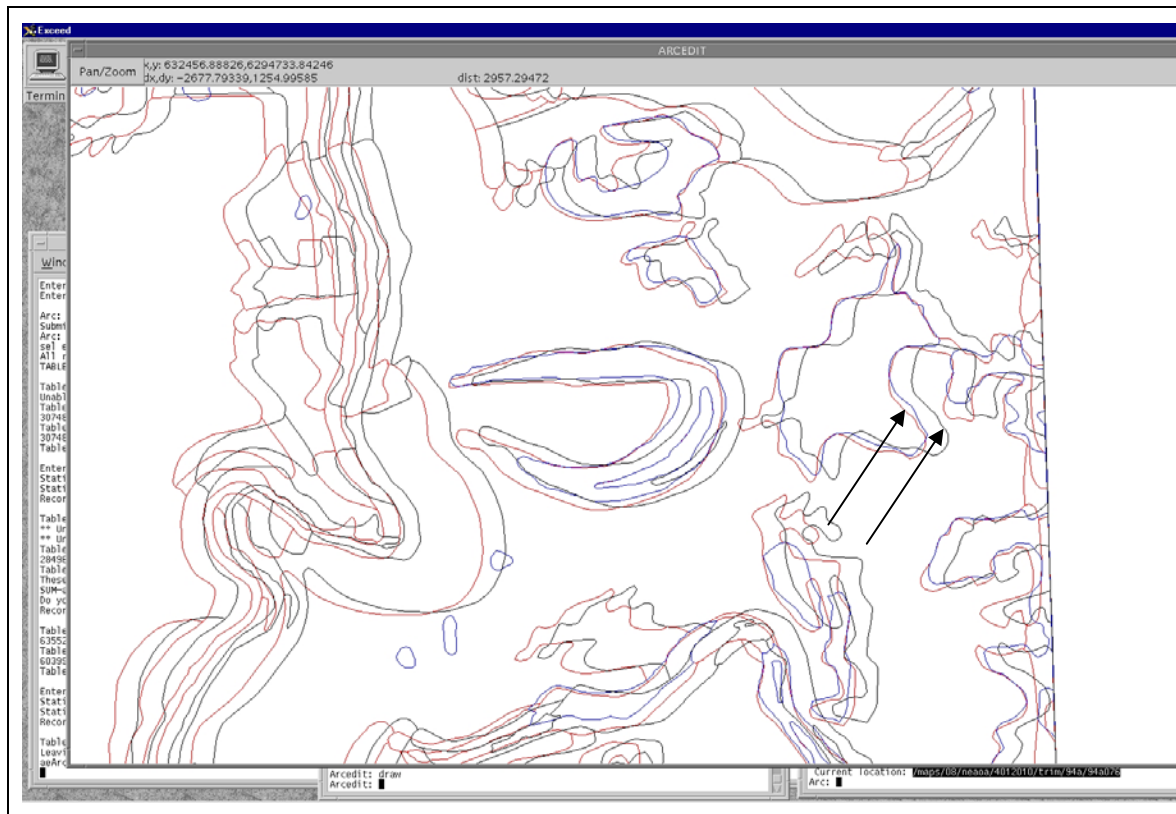 Exceed
ARCEDIT
Pan/Zoom
x,y: 632456.88826,6294733.84246
dx,dy: -2677.79339,1254.99585
dist: 2957.29472
Termin
Wind
Enter
Enter
Arc:
Submi
Arc:
sel e
All r
TABLE
Table
Unabl
Table
30748
Table
30748
Table
Enter
Stati
Stati
Recor
Table
** Un
** Un
Table
28498
Table
These
SUM-
Do yo
Recor
Table
63552
Table
60399
Table
Enter
Stati
Stati
Recor
Table
Leavi
aeArc
Arcedit: draw
Arcedit:
Current location: /maps/08/neaoa/4012010/trim/94a/94a076
Arc: